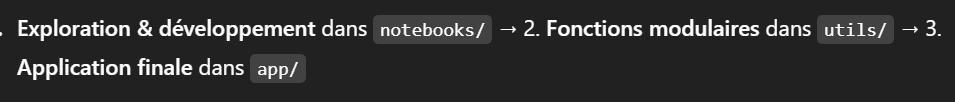 . Exploration & développement dans notebooks/ → 2. Fonctions modulaires dans utils/ → 3.
Application finale dans app/